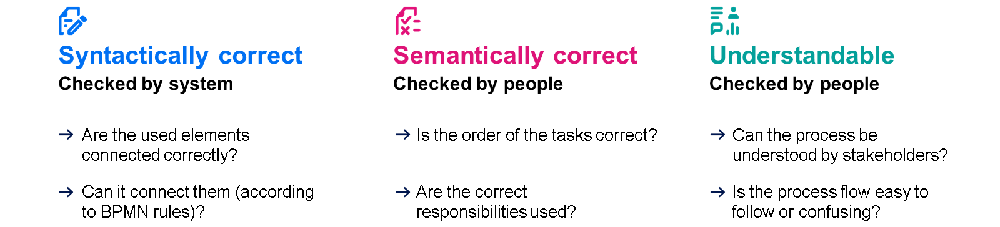 Syntactically correct
Checked by system
Are the used elements
connected correctly?
Can it connect them (according
to BPMN rules)?
Semantically correct
Checked by people
Is the order of the tasks correct?
Are the correct
responsibilities used?
Understandable
Checked by people
Can the process be
understood by stakeholders?
Is the process flow easy to
follow or confusing?